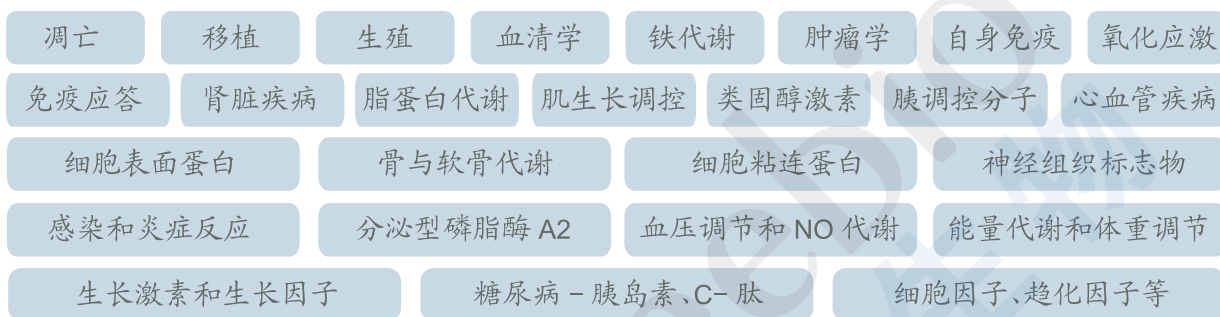 凋亡 移植 生殖 血清学 铁代谢 肿瘤学 自身免疫 氧化应激
免疫应答 肾脏疾病 脂蛋白代谢 肌生长调控 类固醇激素 胰调控分子 心血管疾病
细胞表面蛋白 骨与软骨代谢 细胞粘连蛋白 神经组织标志物
感染和炎症反应 分泌型磷脂酶 A2 血压调节和 NO 代谢 能量代谢和体重调节
生长激素和生长因子 糖尿病 – 胰岛素、C– 肽 细胞因子、趋化因子等